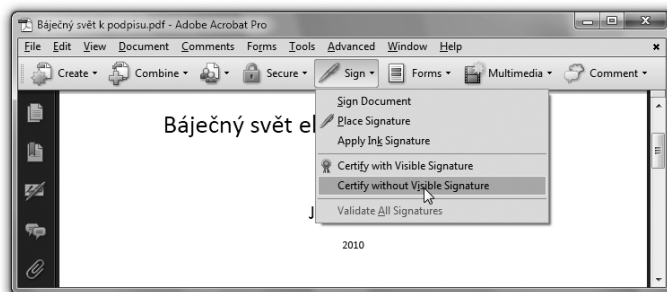 Báječný svět k podpisu.pdf - Adobe Acrobat Pro
File Edit View Document Comments Forms Tools Advanced Window Help
Create Combine Secure Sign Forms Multimedia Comment
Sign Document
Place Signature
Apply Ink Signature
Certify with Visible Signature
Certify without Visible Signature
Validate All Signatures
Báječný svět el
J
2010